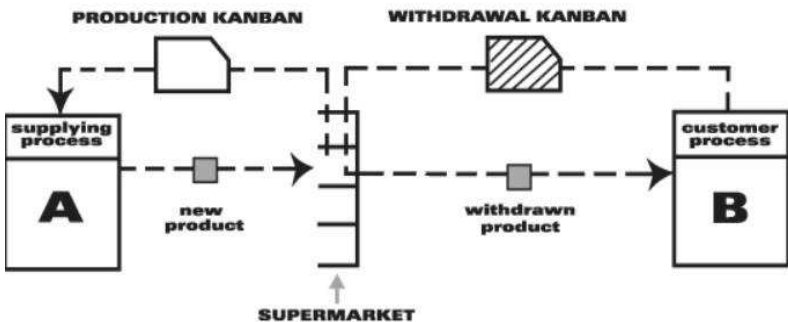 PRODUCTION KANBAN
WITHDRAWAL KANBAN
supplying
process
customer
process
A
B
new
product
withdrawn
product
SUPERMARKET